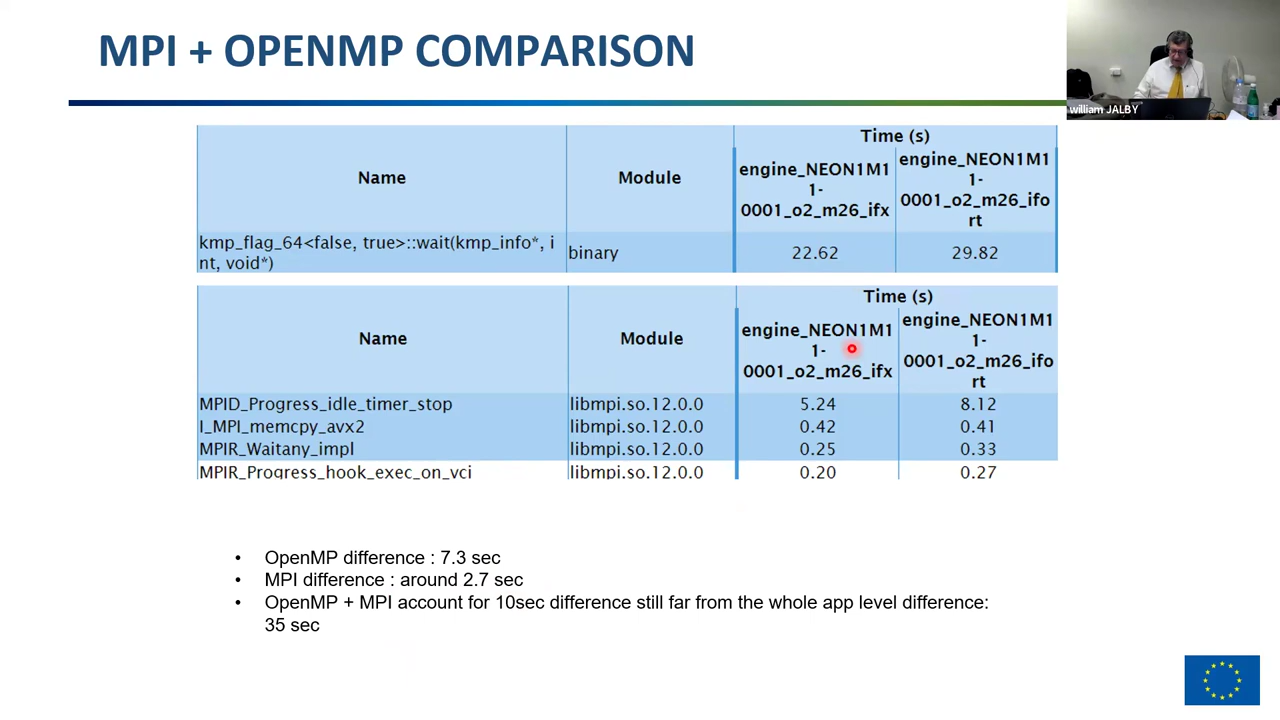 MPI + OPENMP COMPARISON
william JALBY
Time (s)
Name
Module
engine_NEON1M1
1-
0001_o2_m26_ifx
engine_NEON1M1
1-
0001_o2_m26_ifo
rt
kmp_flag_64<false, true>::wait(kmp_info*, i
nt, void*)
binary
22.62
29.82
Time (s)
Name
Module
engine_NEON1M1
1-
0001_o2_m26_ifx
engine_NEON1M1
1-
0001_o2_m26_ifo
rt
MPID_Progress_idle_timer_stop libmpi.so.12.0.0 5.24 8.12
I_MPI_memcpy_avx2 libmpi.so.12.0.0 0.42 0.41
MPIR_Waitany_impl libmpi.so.12.0.0 0.25 0.33
MPIR_Progress_hook_exec_on_vci libmpi.so.12.0.0 0.20 0.27
• OpenMP difference : 7.3 sec
• MPI difference : around 2.7 sec
• OpenMP + MPI account for 10sec difference still far from the whole app level difference:
35 sec